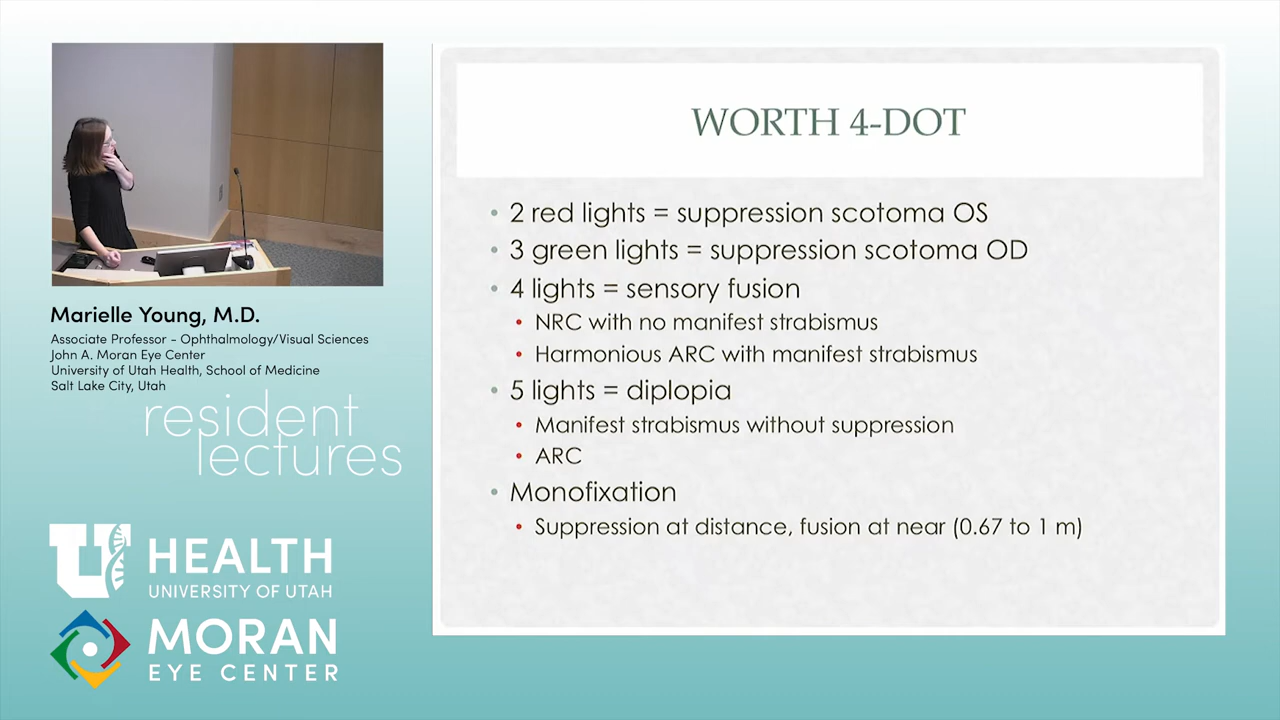 WORTH 4-DOT
• 2 red lights = suppression scotoma OS
• 3 green lights = suppression scotoma OD
• 4 lights = sensory fusion
• NRC with no manifest strabismus
• Harmonious ARC with manifest strabismus
• 5 lights = diplopia
• Manifest strabismus without suppression
• ARC
• Monofixation
• Suppression at distance, fusion at near (0.67 to 1 m)
Marielle Young, M.D.
Associate Professor - Ophthalmology/Visual Sciences
John A. Moran Eye Center
University of Utah Health, School of Medicine
Salt Lake City, Utah
resident
lectures
U HEALTH
UNIVERSITY OF UTAH
MORAN
EYE CENTER